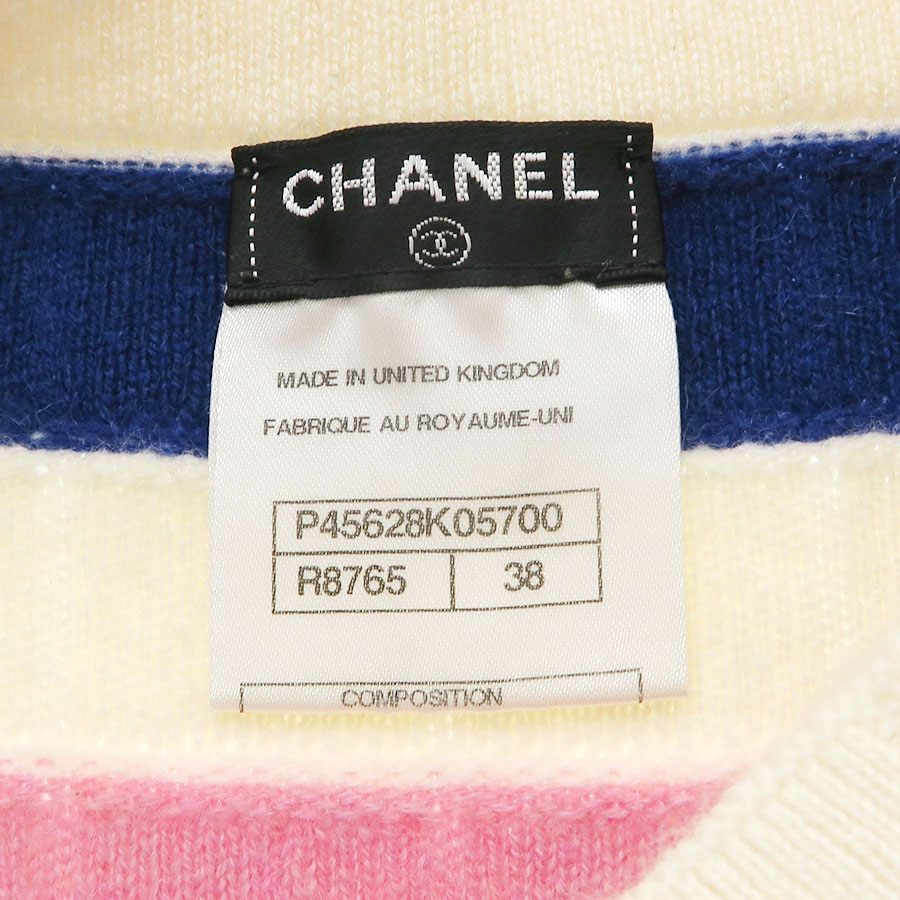 CHANEL
MADE IN UNITED KINGDOM
FABRIQUE AU ROYAUME-UNI
P45628K05700
R8765 38
COMPOSITION